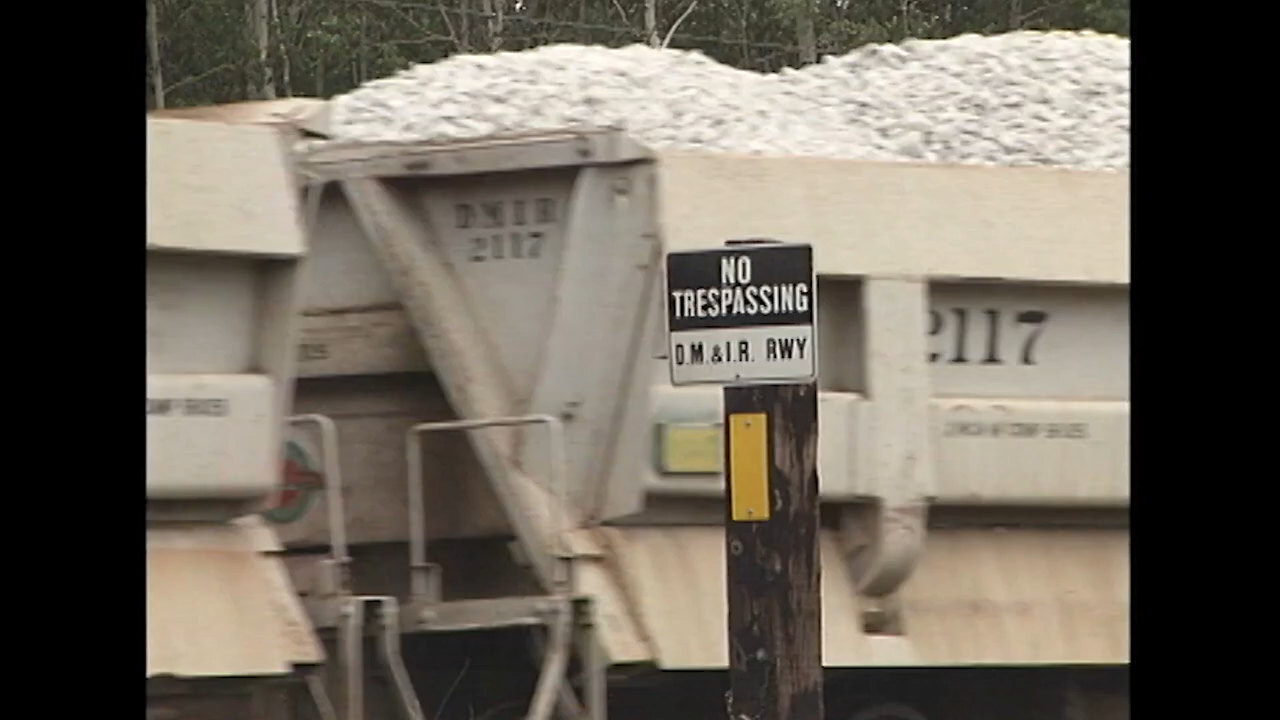 DMIR
2117
NO
TRESPASSING
D.M.&I.R. RWY
2117